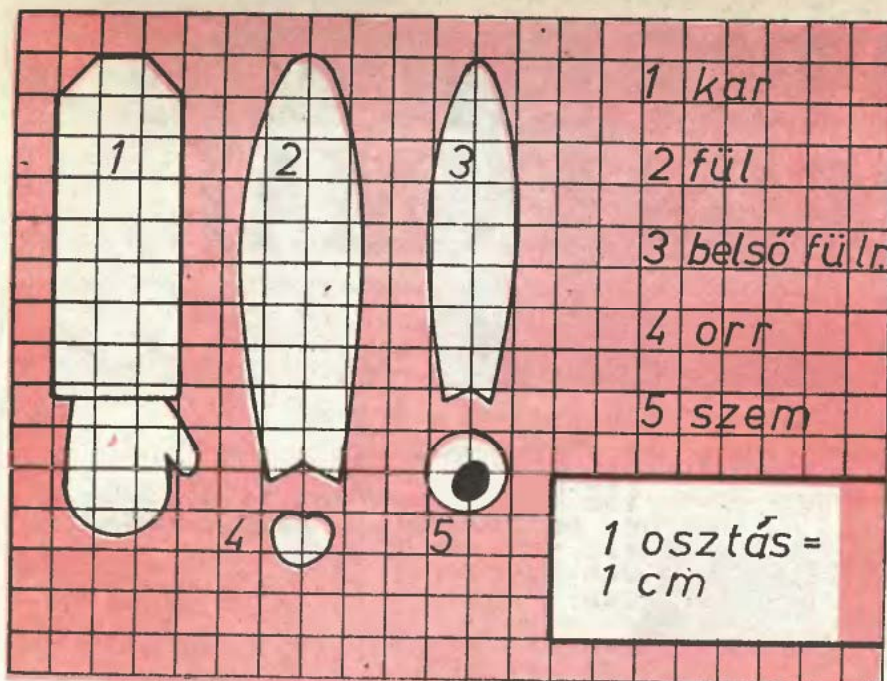 1
2
3
4
5
1 kar
2 fül
3 belső fülr.
4 orr
5 szem
1 osztás =
1 cm